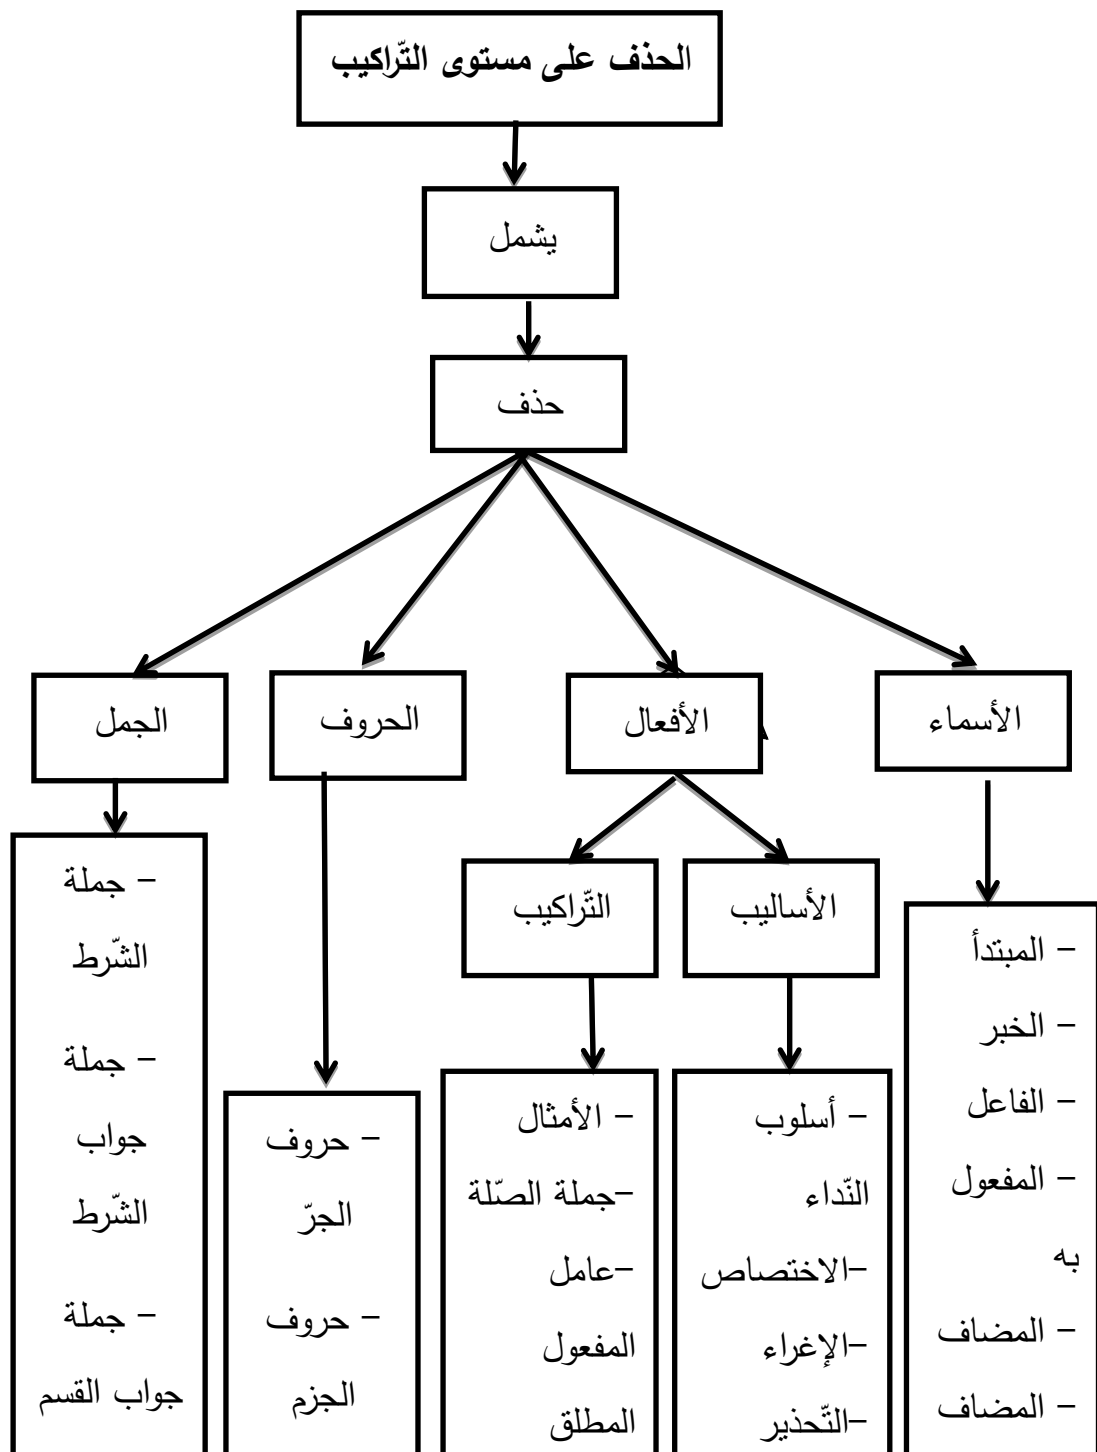 الحذف على مستوى التّراكيب
يشمل
حذف
الأسماء
الأفعال
الحروف
الجمل
الأساليب
التّراكيب
– المبتدأ
– الخبر
– الفاعل
– المفعول
به
– المضاف
– المضاف
– أسلوب
النّداء
–الاختصاص
–الإغراء
–التّحذير
– الأمثال
–جملة الصّلة
–عامل
المفعول
المطلق
– حروف
الجرّ
– حروف
الجزم
– جملة
الشّرط
– جملة
جواب
الشّرط
– جملة
جواب القسم